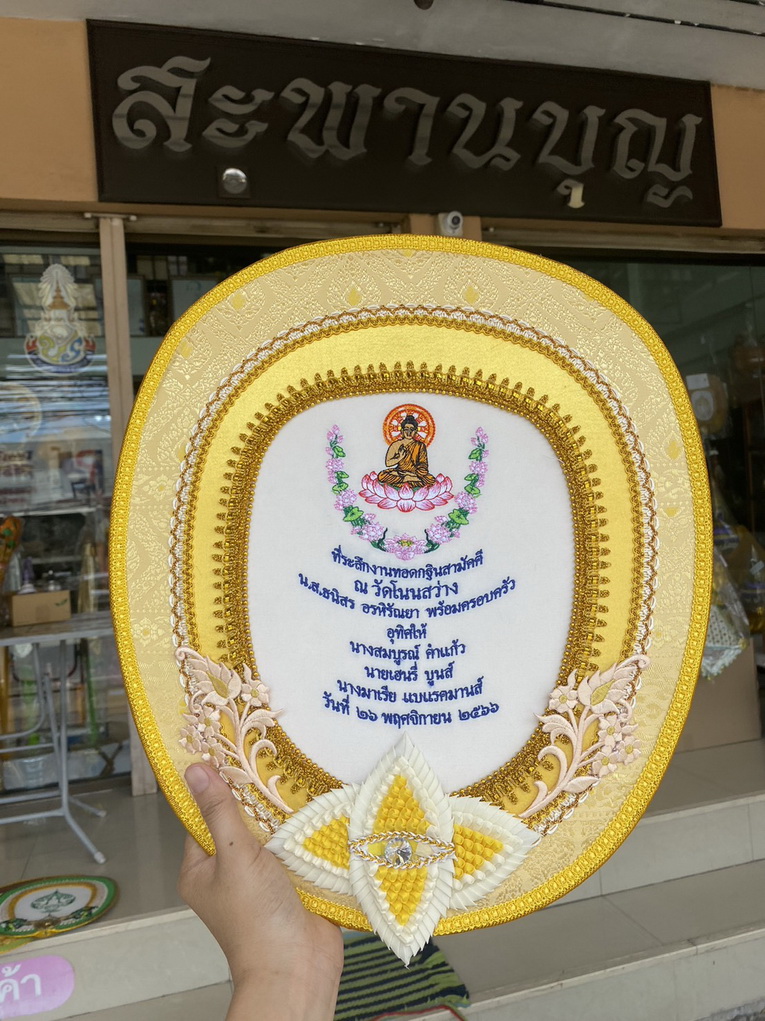 สะพานบุญ
ที่ระลึกงานทอดกฐินสามัคคี
ณ วัดโนนสว่าง
น.ส.ธนิสร อรหิรัณยา พร้อมครอบครัว
อุทิศให้
นางสมบูรณ์ คำแก้ว
นายเฮนรี่ บูนส์
นางมาเรีย แบแรคมานส์
วันที่ ๒๖ พฤศจิกายน ๒๕๖๖
ค้า